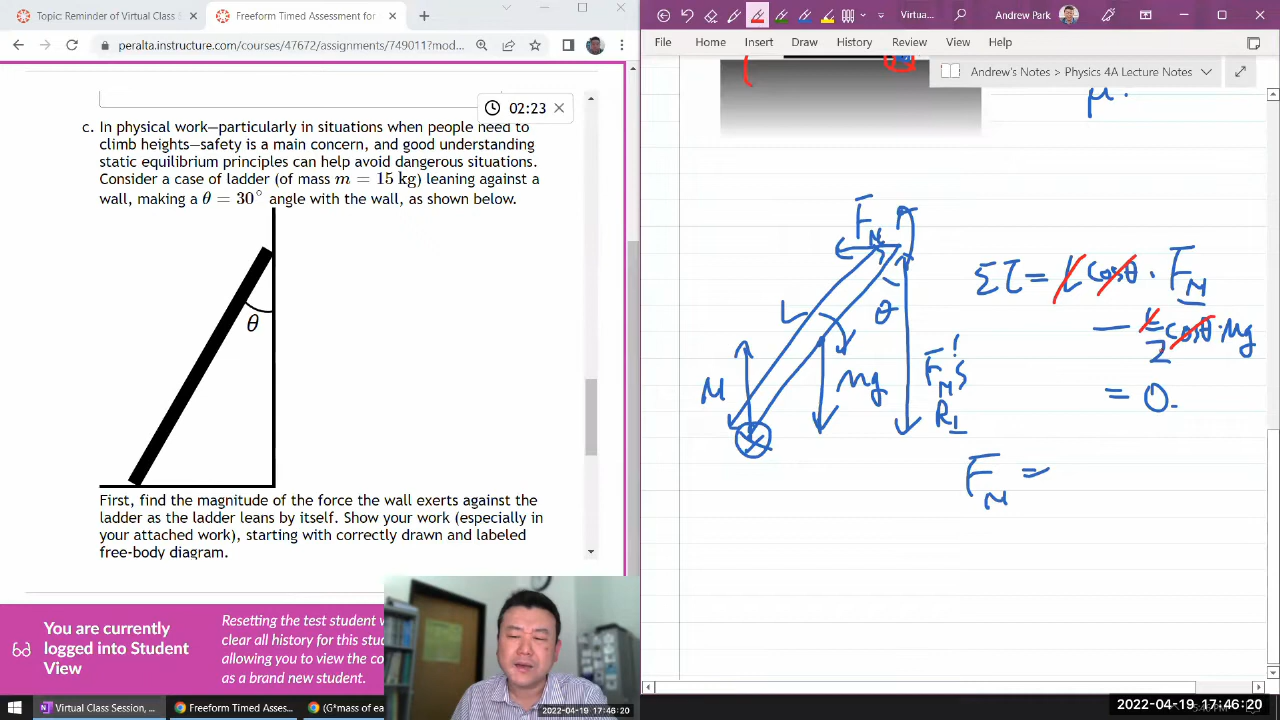 Topic: Reminder of Virtual Class S
Freeform Timed Assessment for
peralta.instructure.com/courses/47672/assignments/749011?mod...
02:23
c. In physical work—particularly in situations when people need to
climb heights—safety is a main concern, and good understanding
static equilibrium principles can help avoid dangerous situations.
Consider a case of ladder (of mass m = 15 kg) leaning against a
wall, making a θ = 30° angle with the wall, as shown below.
θ
First, find the magnitude of the force the wall exerts against the
ladder as the ladder leans by itself. Show your work (especially in
your attached work), starting with correctly drawn and labeled
free-body diagram.
You are currently
logged into Student
View
Resetting the test student w
clear all history for this stud
allowing you to view the co
as a brand new student.
Virtual Class Session, ...
Freeform Timed Asses...
(G*mass of ea
2022-04-19 17:46:20
Virtua...
Andrew Park
File Home Insert Draw History Review View Help
Andrew's Notes > Physics 4A Lecture Notes
μ.
F_N
L
θ
N
mg
F_N's
R⊥
Στ = L cosθ · F_N
− L/2 cosθ · mg
= 0.
F_N =
2022-04-19 17:46:20